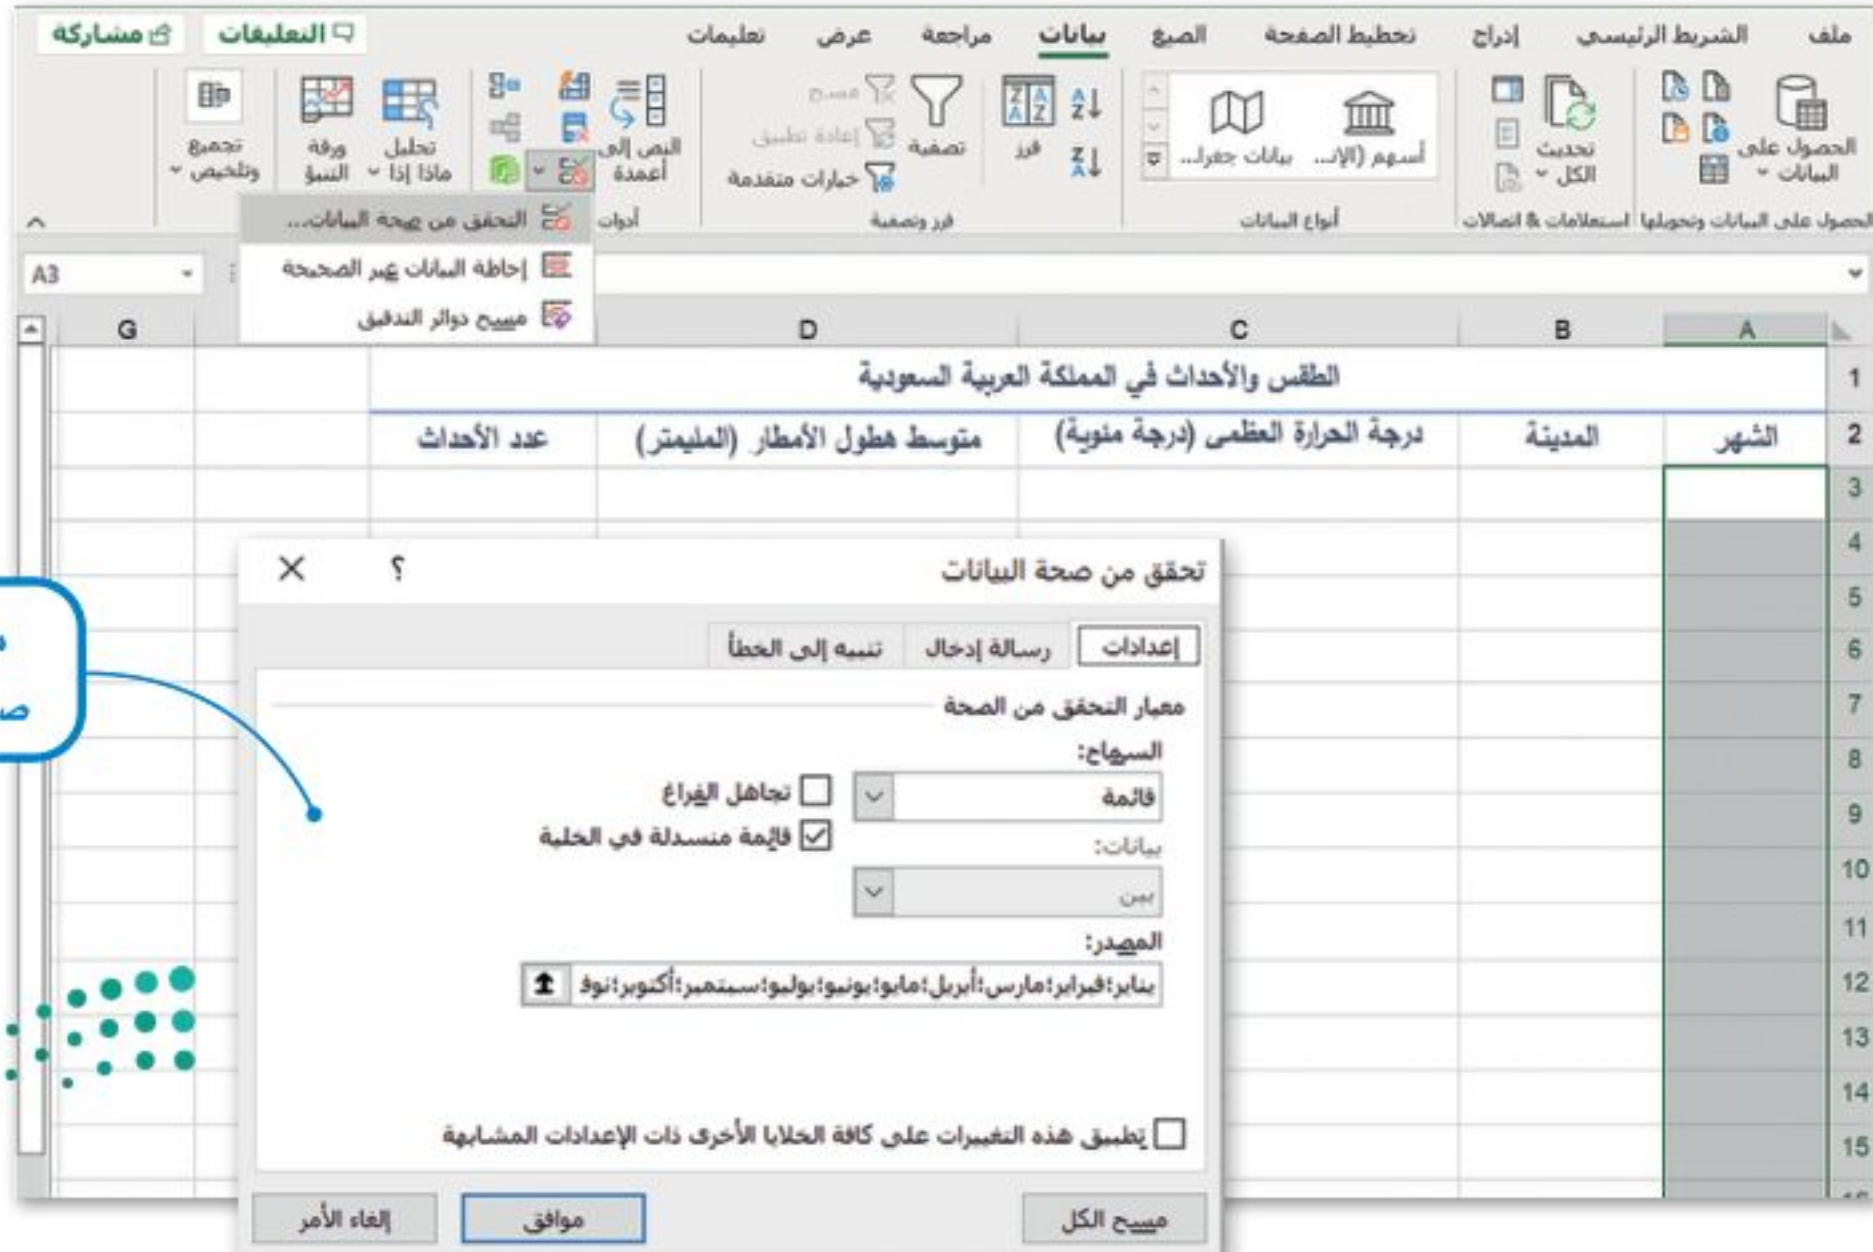 ملف الشريط الرئيسي إدراج تخطيط الصفحة الصيغ بيانات مراجعة عرض تعليمات التعليقات مشاركة
الحصول على البيانات
تحديث الكل
أسهم (الإن... بيانات جغرا...
فرز
تصفية
مسح
إعادة تطبيق
خيارات متقدمة
النص إلى أعمدة
تحليل ماذا إذا
ورقة التنبؤ
تجميع وتلخيص
الحصول على البيانات وتحويلها استعلامات & اتصالات أنواع البيانات فرز وتصفية أدوات
التحقق من صحة البيانات...
إحاطة البيانات غير الصحيحة
مسح دوائر التدقيق
A3
A B C D G
1 الطقس والأحداث في المملكة العربية السعودية
2 الشهر المدينة درجة الحرارة العظمى (درجة مئوية) متوسط هطول الأمطار (المليمتر) عدد الأحداث
3
4
5
6
7
8
9
10
11
12
13
14
15
تحقق من صحة البيانات ؟
إعدادات رسالة إدخال تنبيه إلى الخطأ
معيار التحقق من الصحة
السماح:
قائمة تجاهل الفراغ
قائمة منسدلة في الخلية
بيانات:
بين
المصدر:
يناير؛فبراير؛مارس؛أبريل؛مايو؛يونيو؛يوليو؛سبتمبر؛أكتوبر؛نوف
تطبيق هذه التغييرات على كافة الخلايا الأخرى ذات الإعدادات المشابهة
مسح الكل موافق إلغاء الأمر